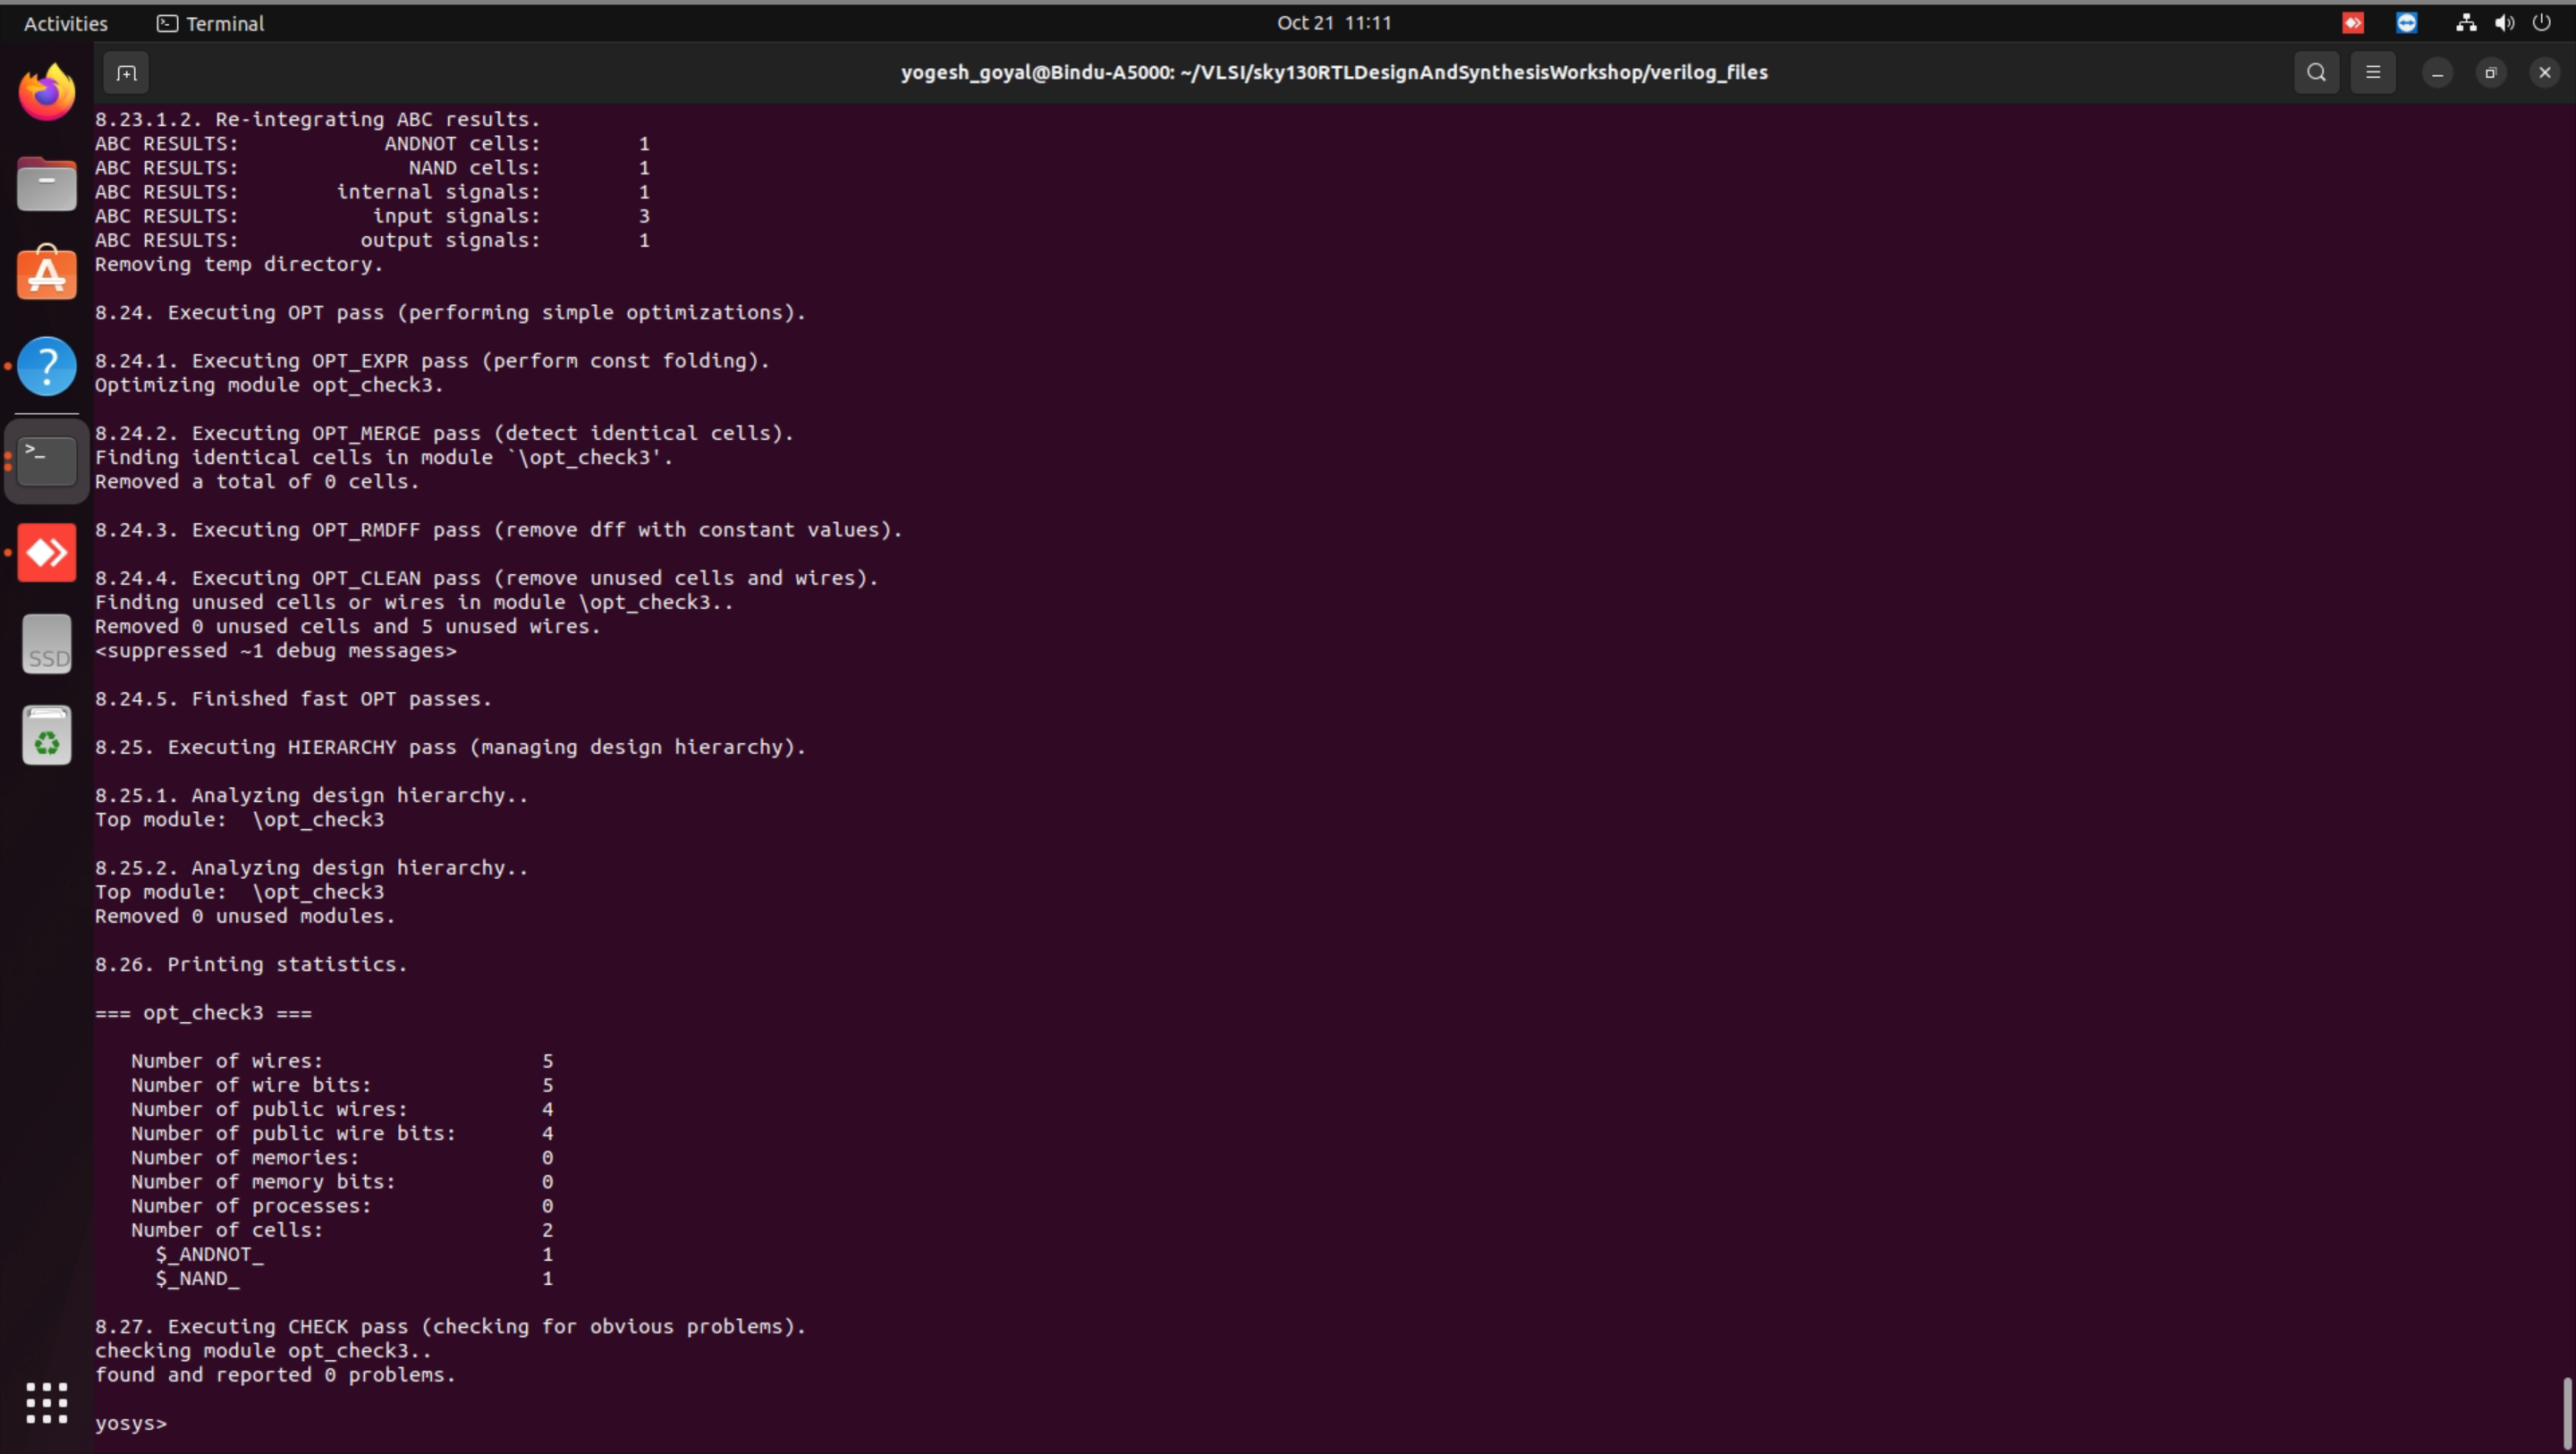 Activities
Terminal
Oct 21 11:11
yogesh_goyal@Bindu-A5000: ~/VLSI/sky130RTLDesignAndSynthesisWorkshop/verilog_files
8.23.1.2. Re-integrating ABC results.
ABC RESULTS: ANDNOT cells: 1
ABC RESULTS: NAND cells: 1
ABC RESULTS: internal signals: 1
ABC RESULTS: input signals: 3
ABC RESULTS: output signals: 1
Removing temp directory.
8.24. Executing OPT pass (performing simple optimizations).
8.24.1. Executing OPT_EXPR pass (perform const folding).
Optimizing module opt_check3.
8.24.2. Executing OPT_MERGE pass (detect identical cells).
Finding identical cells in module `\opt_check3'.
Removed a total of 0 cells.
8.24.3. Executing OPT_RMDFF pass (remove dff with constant values).
8.24.4. Executing OPT_CLEAN pass (remove unused cells and wires).
Finding unused cells or wires in module \opt_check3..
Removed 0 unused cells and 5 unused wires.
<suppressed ~1 debug messages>
8.24.5. Finished fast OPT passes.
8.25. Executing HIERARCHY pass (managing design hierarchy).
8.25.1. Analyzing design hierarchy..
Top module:  \opt_check3
8.25.2. Analyzing design hierarchy..
Top module:  \opt_check3
Removed 0 unused modules.
8.26. Printing statistics.
=== opt_check3 ===
Number of wires: 5
Number of wire bits: 5
Number of public wires: 4
Number of public wire bits: 4
Number of memories: 0
Number of memory bits: 0
Number of processes: 0
Number of cells: 2
$_ANDNOT_ 1
$_NAND_ 1
8.27. Executing CHECK pass (checking for obvious problems).
checking module opt_check3..
found and reported 0 problems.
yosys>
SSD